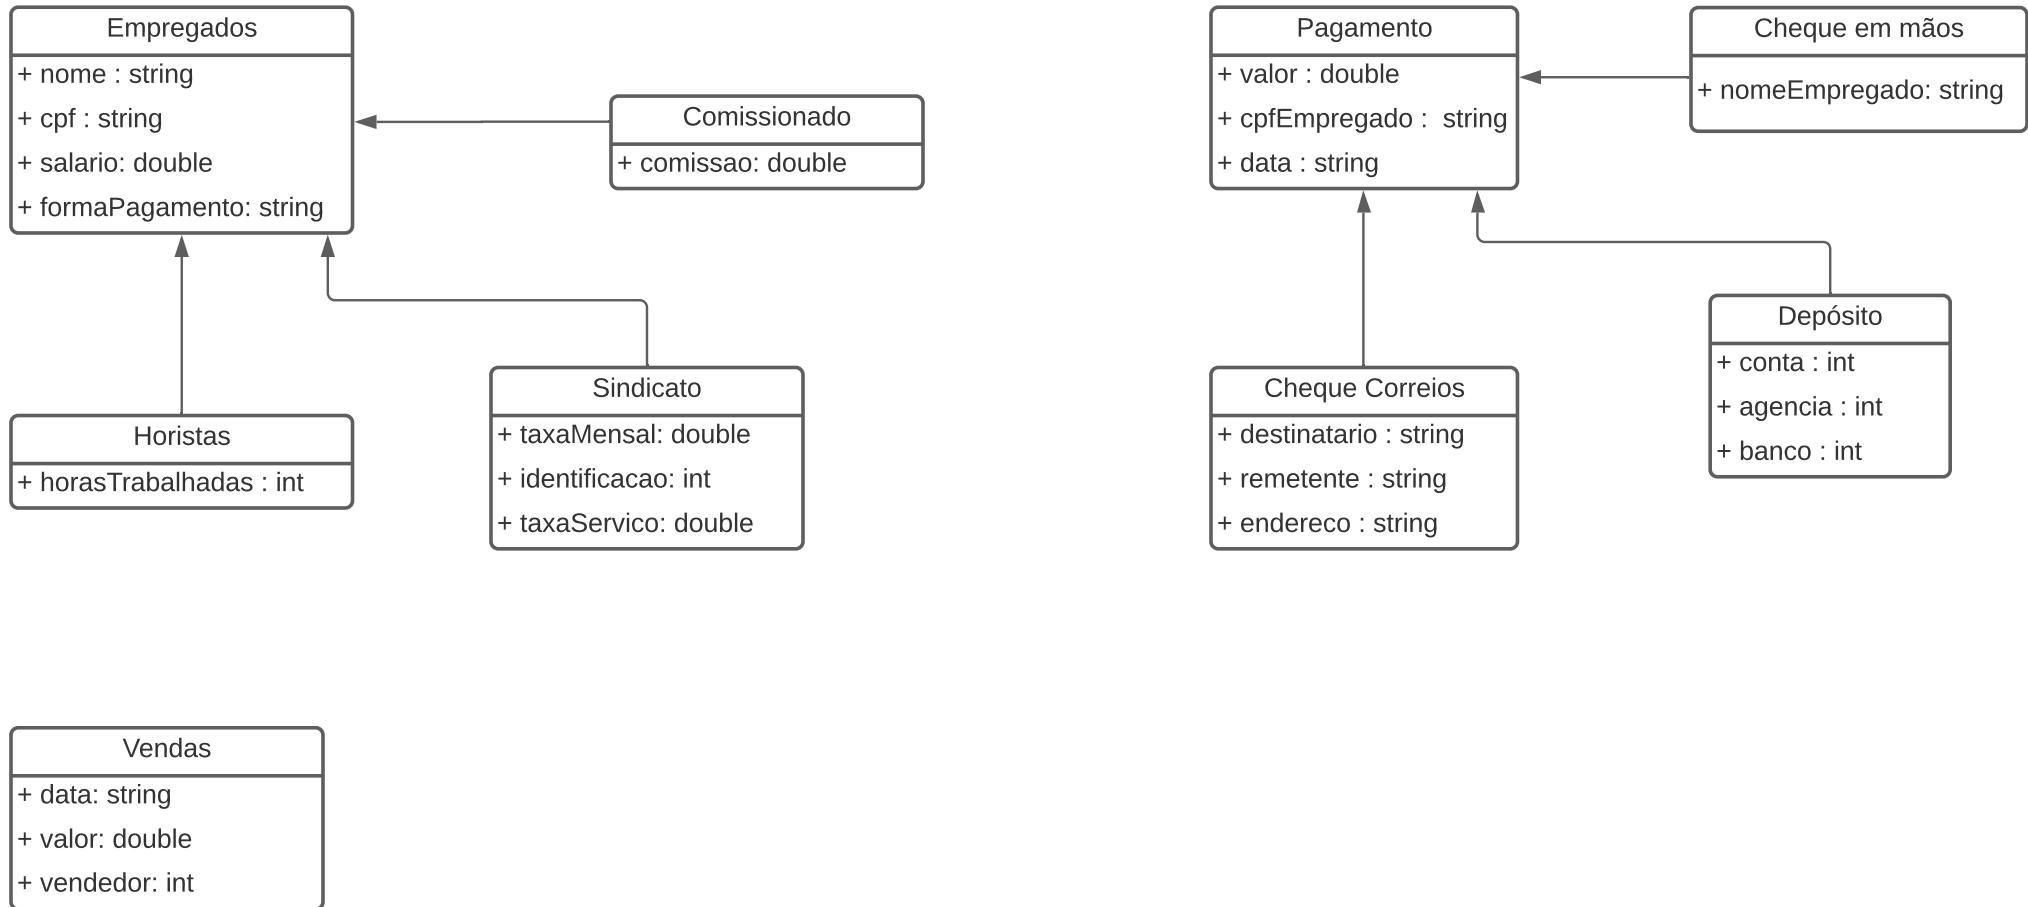 Empregados
+ nome : string
+ cpf : string
+ salario: double
+ formaPagamento: string
Comissionado
+ comissao: double
Horistas
+ horasTrabalhadas : int
Sindicato
+ taxaMensal: double
+ identificacao: int
+ taxaServico: double
Pagamento
+ valor : double
+ cpfEmpregado :  string
+ data : string
Cheque em mãos
+ nomeEmpregado: string
Cheque Correios
+ destinatario : string
+ remetente : string
+ endereco : string
Depósito
+ conta : int
+ agencia : int
+ banco : int
Vendas
+ data: string
+ valor: double
+ vendedor: int